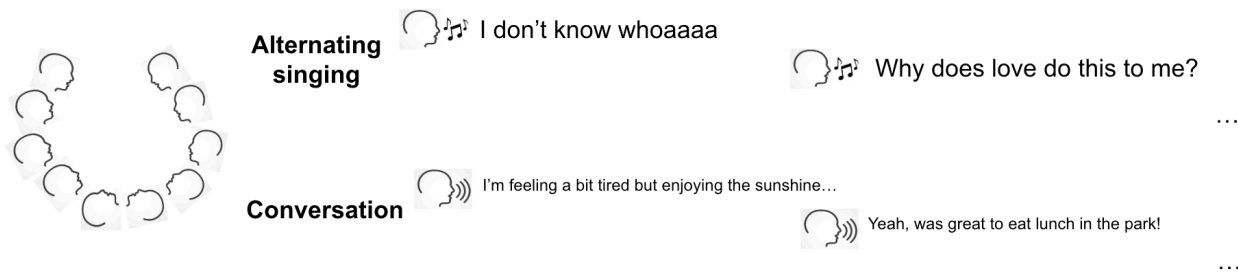 Alternating
singing
I don’t know whoaaaa
Why does love do this to me?
…
Conversation
I’m feeling a bit tired but enjoying the sunshine…
Yeah, was great to eat lunch in the park!
…